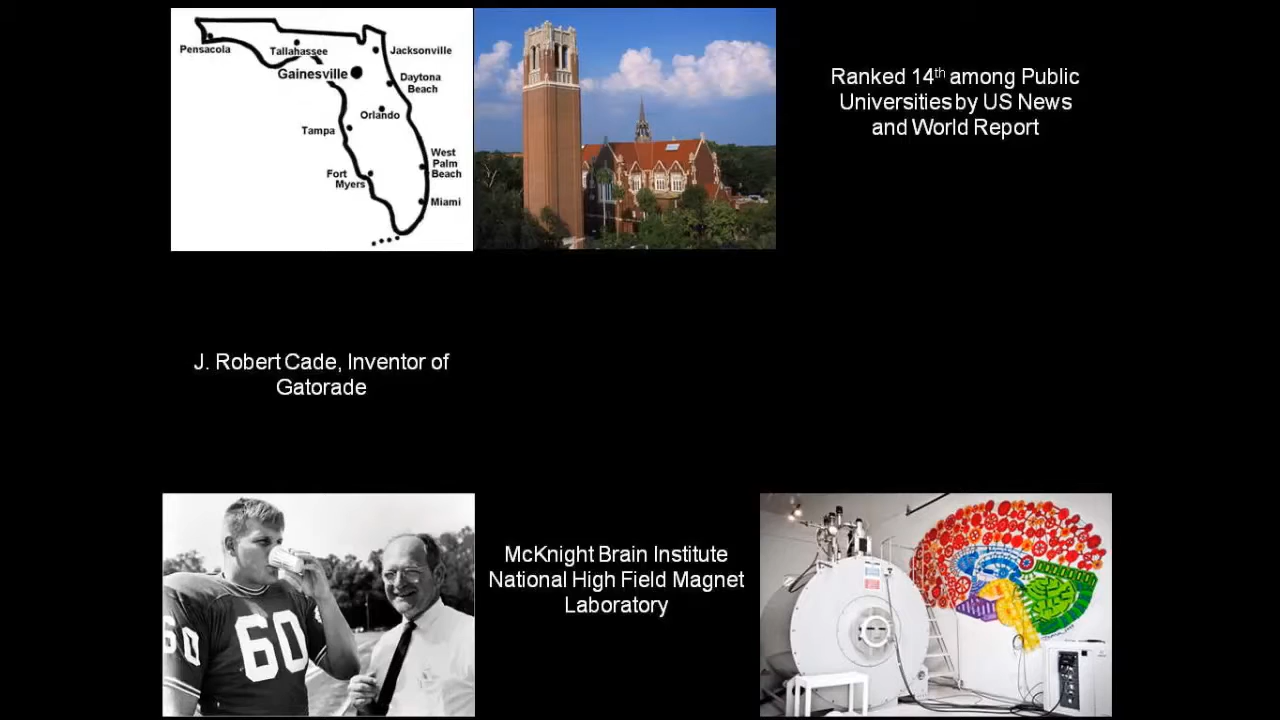 Pensacola
Tallahassee
Jacksonville
Gainesville
Daytona
Beach
Orlando
Tampa
West
Palm
Beach
Fort
Myers
Miami
Ranked 14th among Public
Universities by US News
and World Report
J. Robert Cade, Inventor of
Gatorade
60
60
McKnight Brain Institute
National High Field Magnet
Laboratory